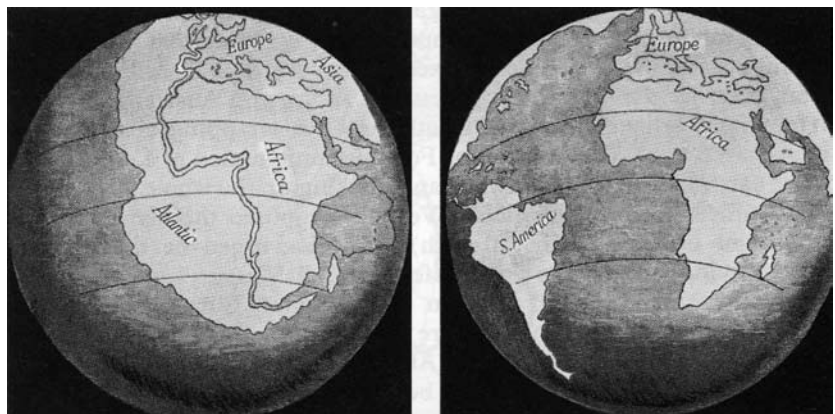 Europe
Asia
Africa
Atlantic
Europe
Africa
S. America